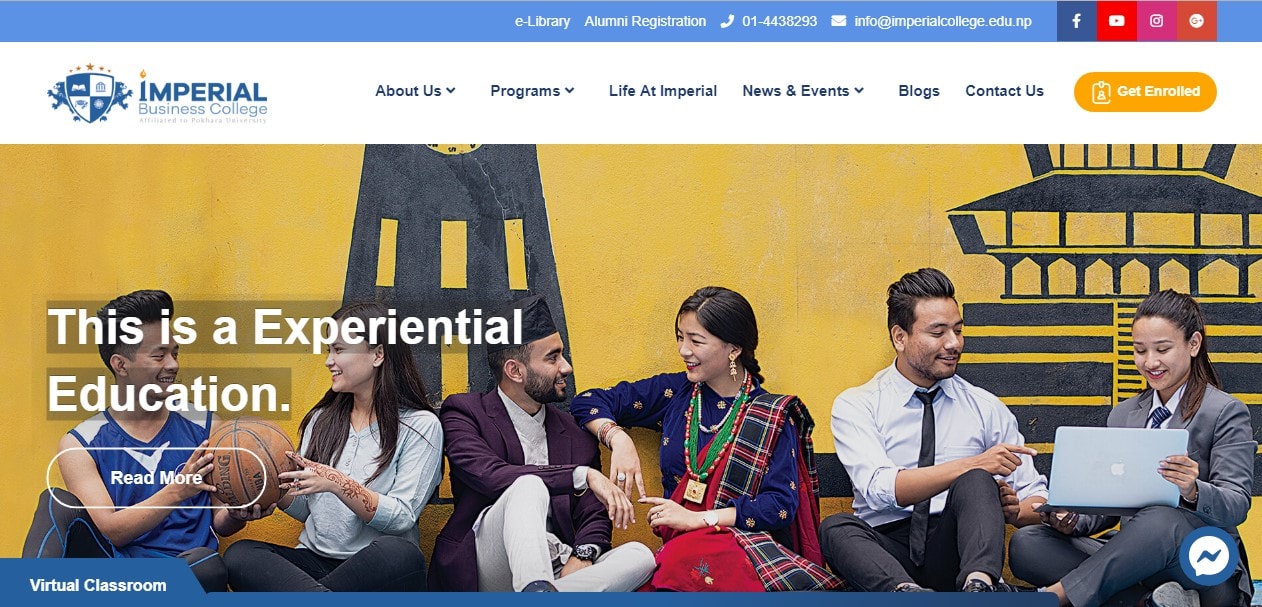 e-Library Alumni Registration 01-4438293 info@imperialcollege.edu.np
IMPERIAL
Business College
Affiliated to Pokhara University
About Us Programs Life At Imperial News & Events Blogs Contact Us Get Enrolled
This is a Experiential
Education.
Read More
Virtual Classroom